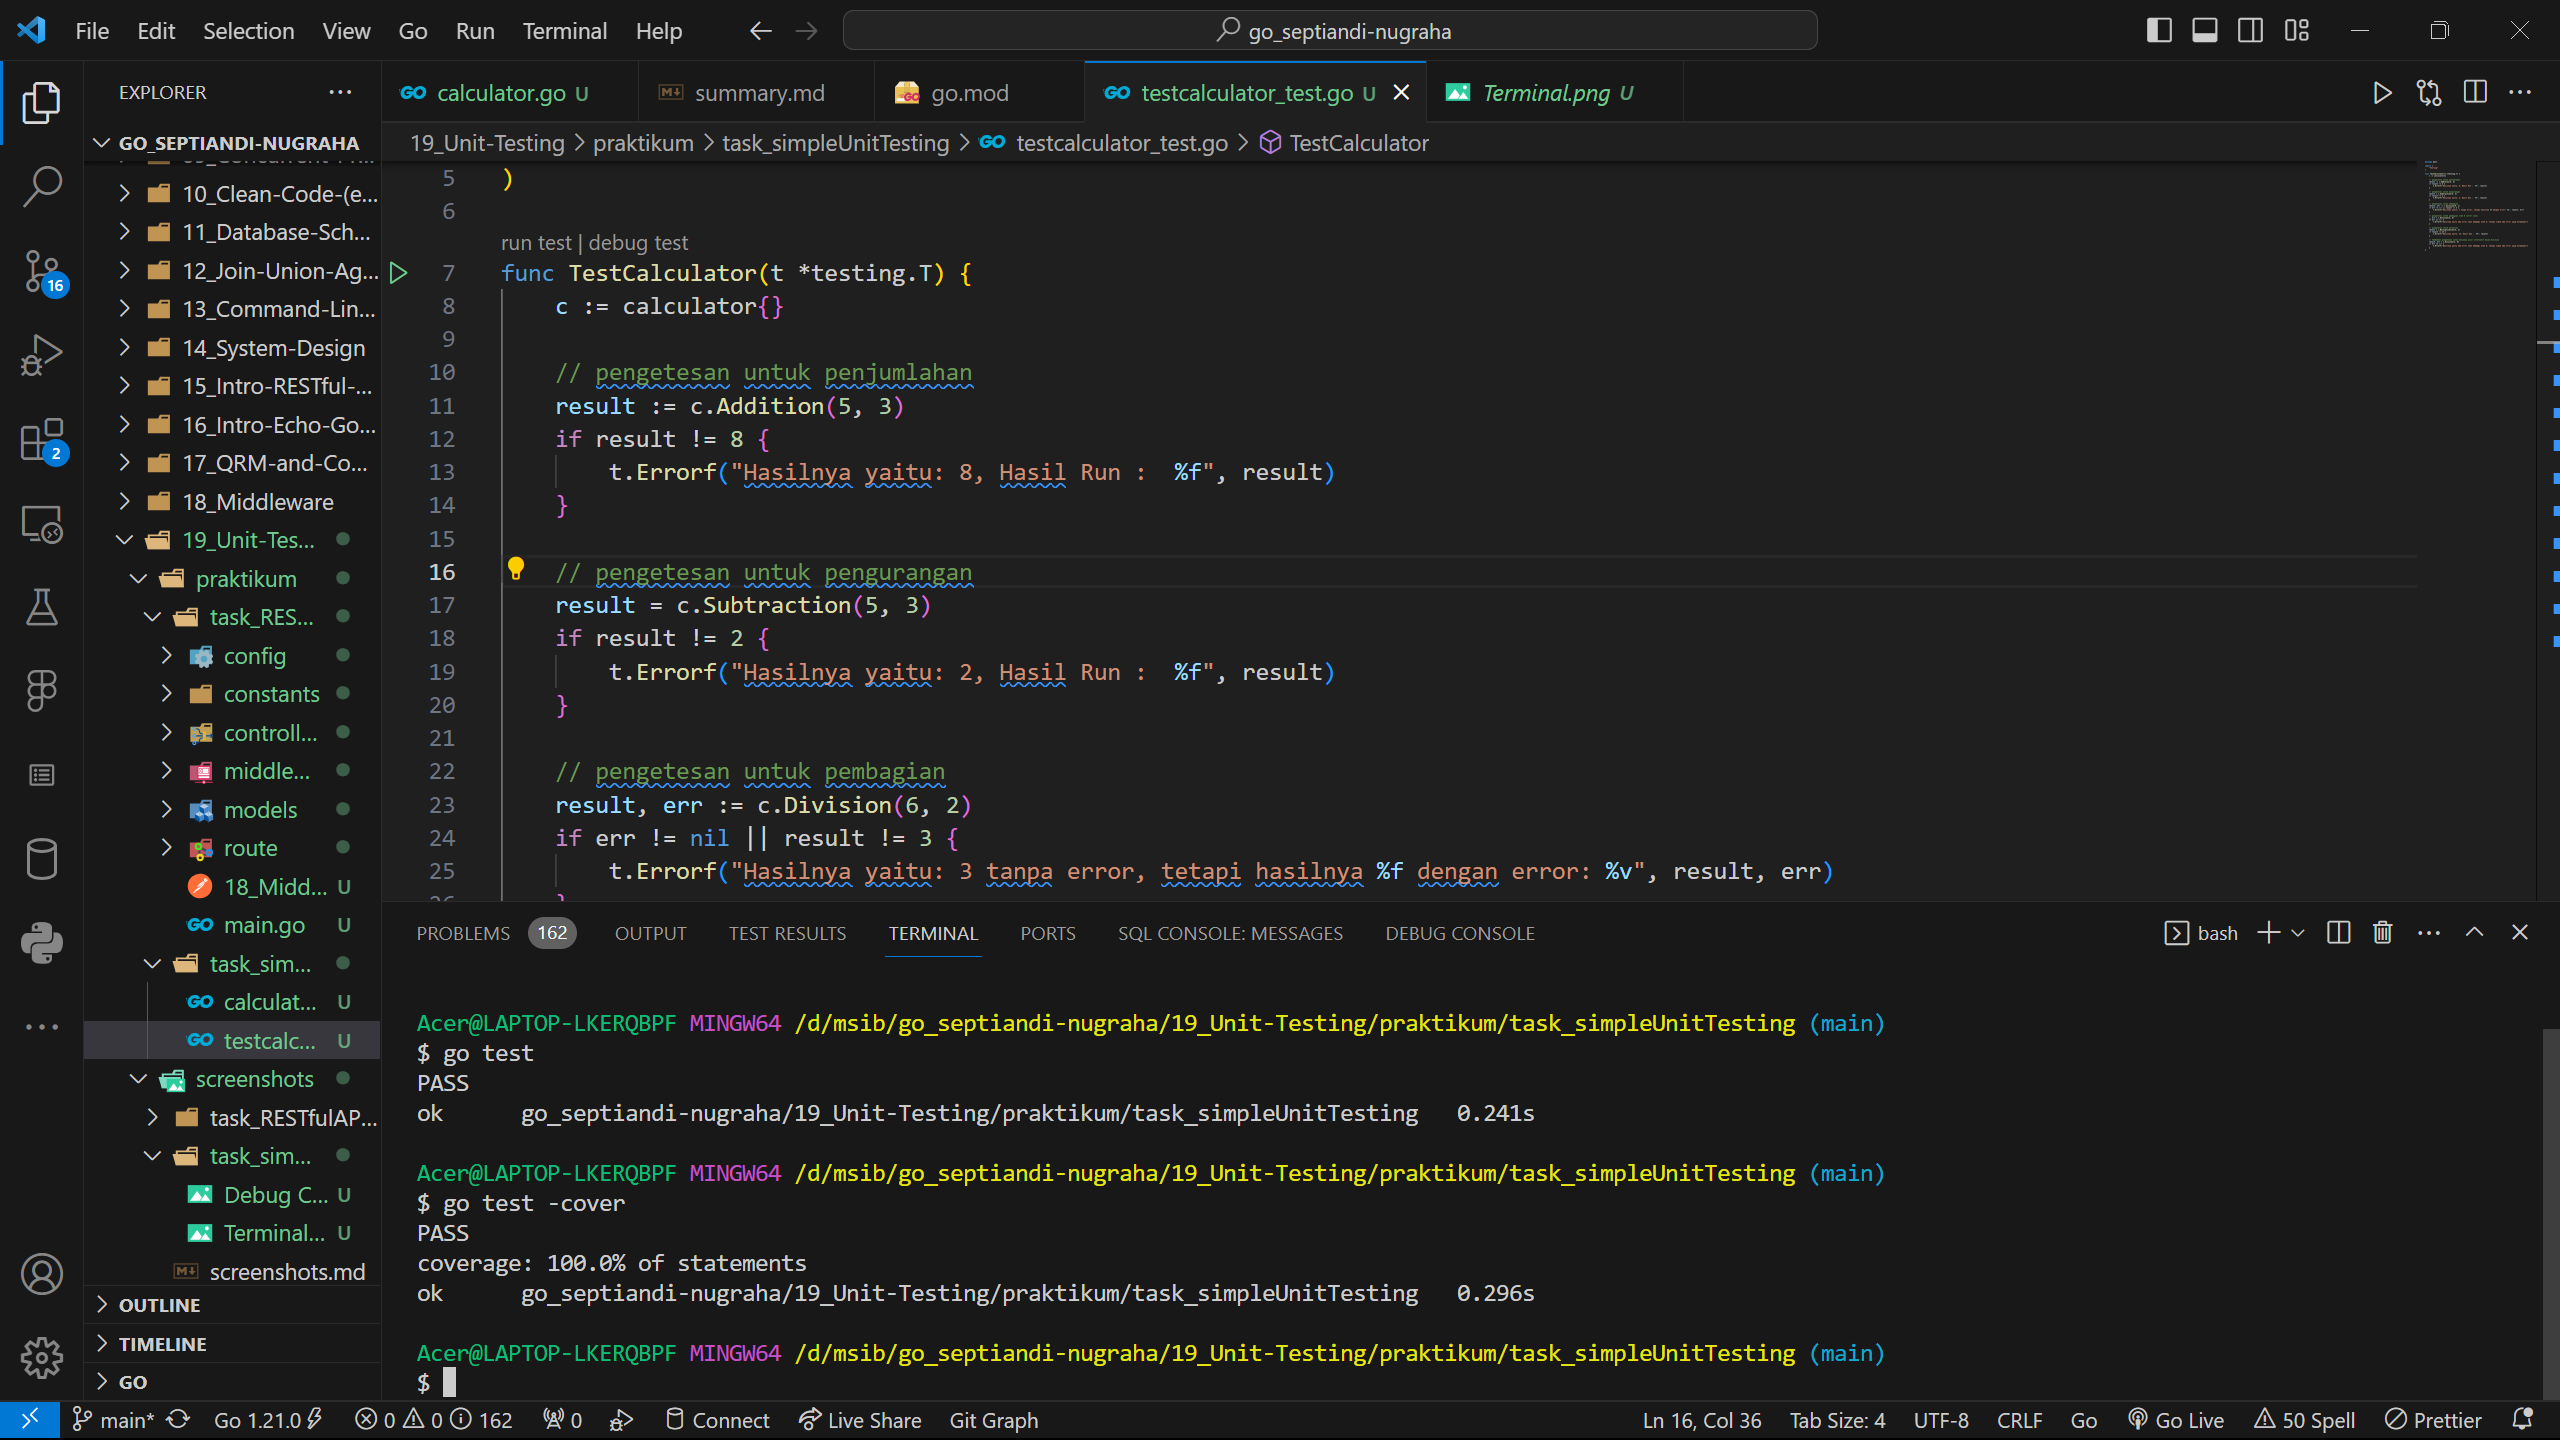 File Edit Selection View Go Run Terminal Help
go_septiandi-nugraha
EXPLORER
GO_SEPTIANDI-NUGRAHA
10_Clean-Code-(e...
11_Database-Sch...
12_Join-Union-Ag...
13_Command-Lin...
14_System-Design
15_Intro-RESTful-...
16_Intro-Echo-Go...
17_QRM-and-Co...
18_Middleware
19_Unit-Tes...
praktikum
task_RES...
config
constants
controll...
middle...
models
route
18_Midd... U
main.go U
task_sim...
calculat... U
testcalc... U
screenshots
task_RESTfulAP...
task_sim...
Debug C... U
Terminal... U
screenshots.md
OUTLINE
TIMELINE
GO
16
2
calculator.go U
summary.md
go.mod
testcalculator_test.go U
Terminal.png U
19_Unit-Testing > praktikum > task_simpleUnitTesting > testcalculator_test.go > TestCalculator
5 )
6
run test | debug test
7 func TestCalculator(t *testing.T) {
8 c := calculator{}
9
10 // pengetesan untuk penjumlahan
11 result := c.Addition(5, 3)
12 if result != 8 {
13 t.Errorf("Hasilnya yaitu: 8, Hasil Run :  %f", result)
14 }
15
16 // pengetesan untuk pengurangan
17 result = c.Subtraction(5, 3)
18 if result != 2 {
19 t.Errorf("Hasilnya yaitu: 2, Hasil Run :  %f", result)
20 }
21
22 // pengetesan untuk pembagian
23 result, err := c.Division(6, 2)
24 if err != nil || result != 3 {
25 t.Errorf("Hasilnya yaitu: 3 tanpa error, tetapi hasilnya %f dengan error: %v", result, err)
PROBLEMS 162 OUTPUT TEST RESULTS TERMINAL PORTS SQL CONSOLE: MESSAGES DEBUG CONSOLE
bash
Acer@LAPTOP-LKERQBPF MINGW64 /d/msib/go_septiandi-nugraha/19_Unit-Testing/praktikum/task_simpleUnitTesting (main)
$ go test
PASS
ok      go_septiandi-nugraha/19_Unit-Testing/praktikum/task_simpleUnitTesting   0.241s
Acer@LAPTOP-LKERQBPF MINGW64 /d/msib/go_septiandi-nugraha/19_Unit-Testing/praktikum/task_simpleUnitTesting (main)
$ go test -cover
PASS
coverage: 100.0% of statements
ok      go_septiandi-nugraha/19_Unit-Testing/praktikum/task_simpleUnitTesting   0.296s
Acer@LAPTOP-LKERQBPF MINGW64 /d/msib/go_septiandi-nugraha/19_Unit-Testing/praktikum/task_simpleUnitTesting (main)
$
main* Go 1.21.0 0 0 162 0 Connect Live Share Git Graph Ln 16, Col 36 Tab Size: 4 UTF-8 CRLF Go Go Live 50 Spell Prettier